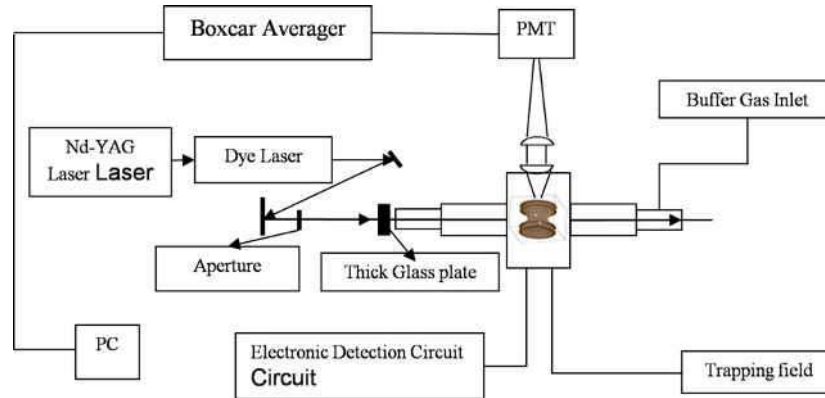 Boxcar Averager
PMT
Buffer Gas Inlet
Nd-YAG
Laser Laser
Dye Laser
Aperture
Thick Glass plate
PC
Electronic Detection Circuit
Circuit
Trapping field